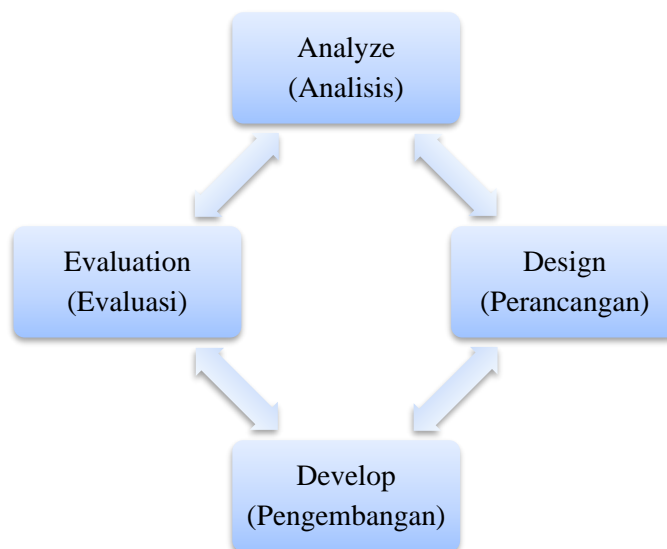 Analyze
(Analisis)
Evaluation
(Evaluasi)
Design
(Perancangan)
Develop
(Pengembangan)